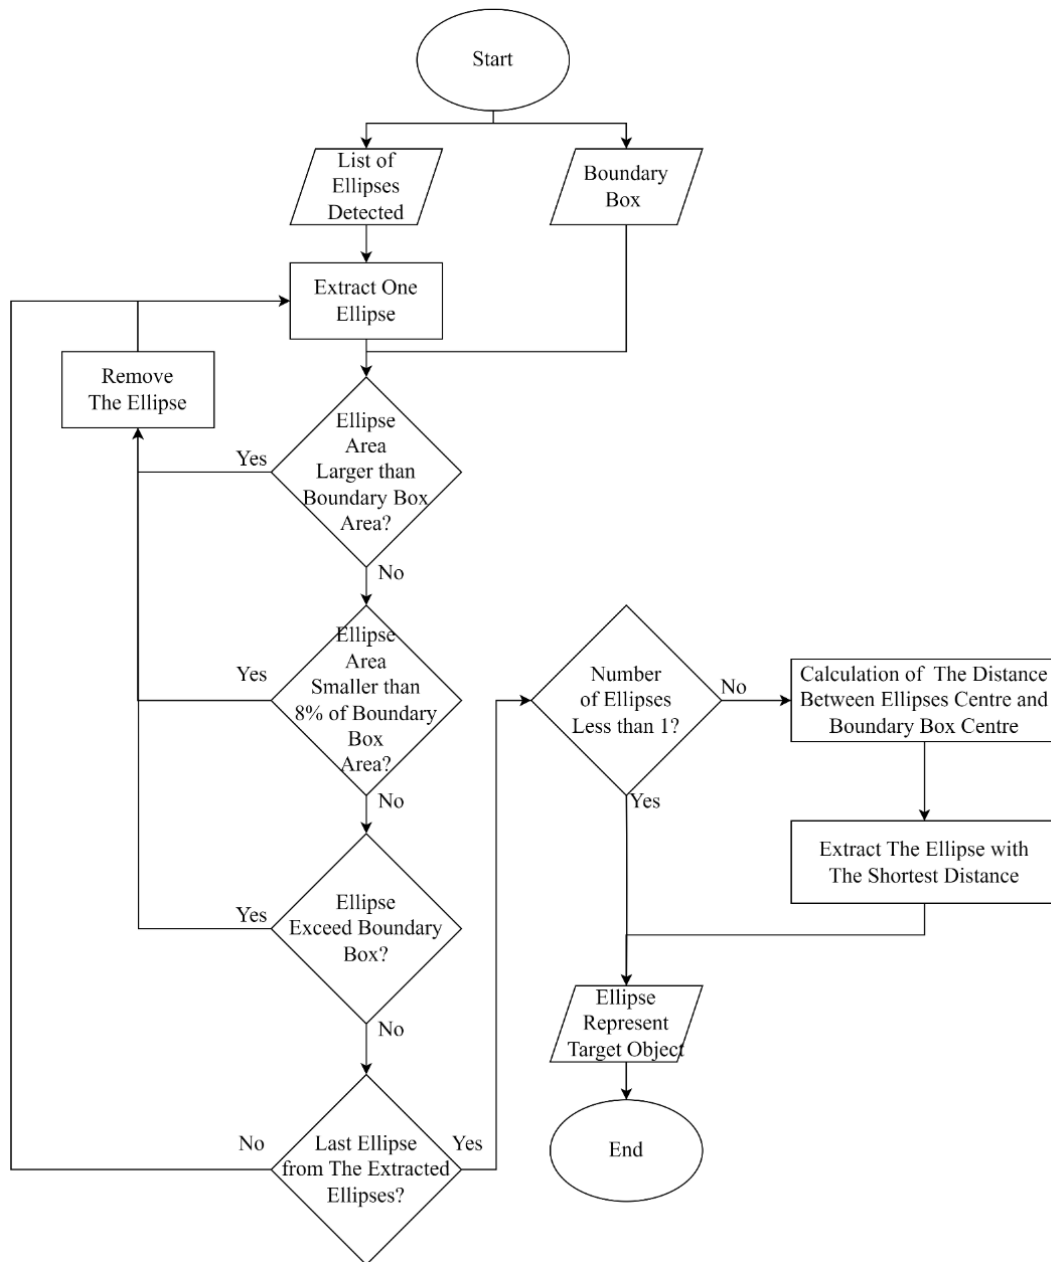 Start
List of
Ellipses
Detected
Boundary
Box
Extract One
Ellipse
Remove
The Ellipse
Yes
Ellipse
Area
Larger than
Boundary Box
Area?
No
Yes
Ellipse
Area
Smaller than
8% of Boundary
Box
Area?
No
Yes
Ellipse
Exceed Boundary
Box?
No
No
Last Ellipse
from The Extracted
Ellipses?
Yes
Number
of Ellipses
Less than 1?
No
Yes
Calculation of The Distance
Between Ellipses Centre and
Boundary Box Centre
Extract The Ellipse with
The Shortest Distance
Ellipse
Represent
Target Object
End